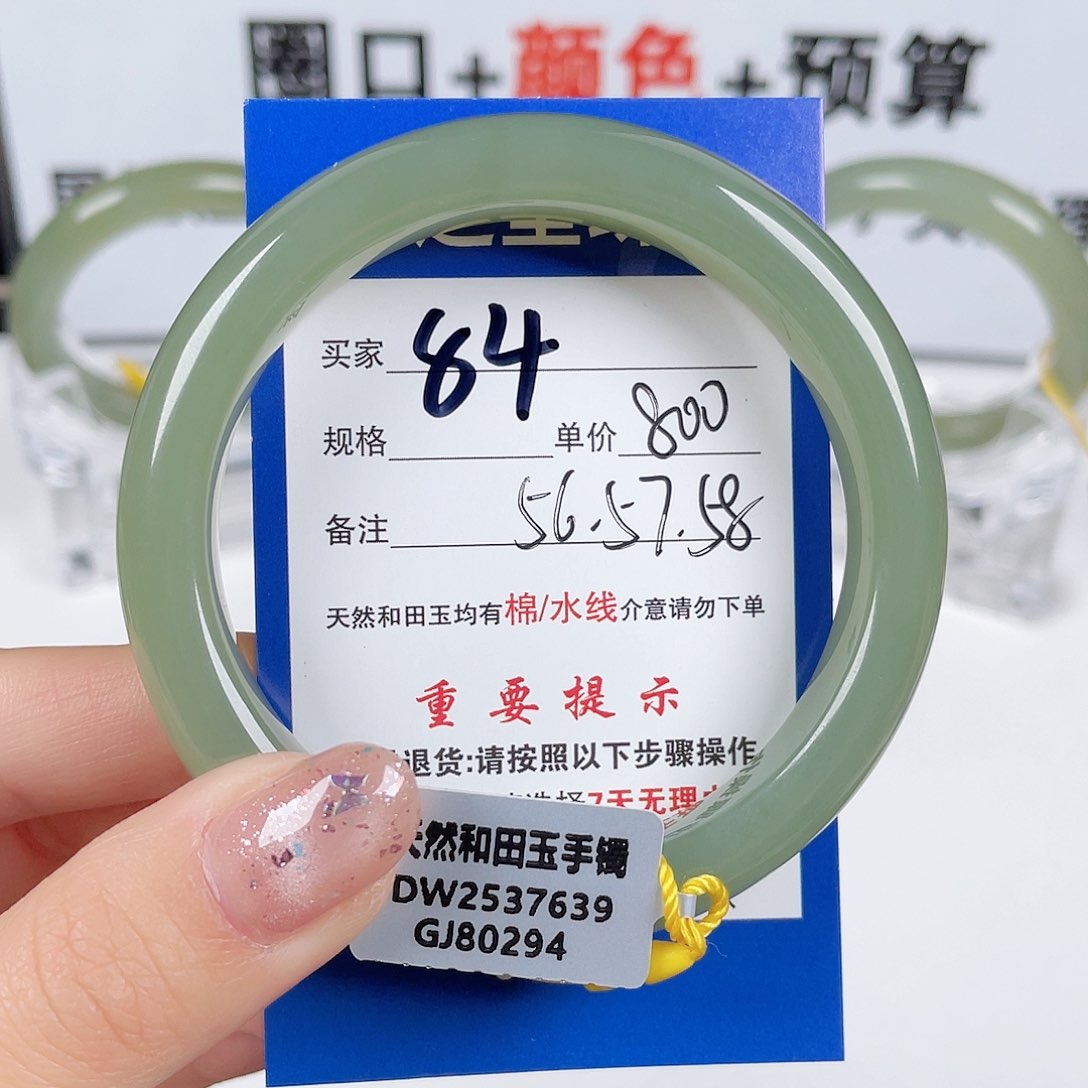 圈口+颜色+预算
买家 84
规格 单价 800
备注 56.57.58
天然和田玉均有棉/水线介意请勿下单
重要提示
退货:请按照以下步骤操作
选择7天无理由
天然和田玉手镯
DW2537639
GJ80294